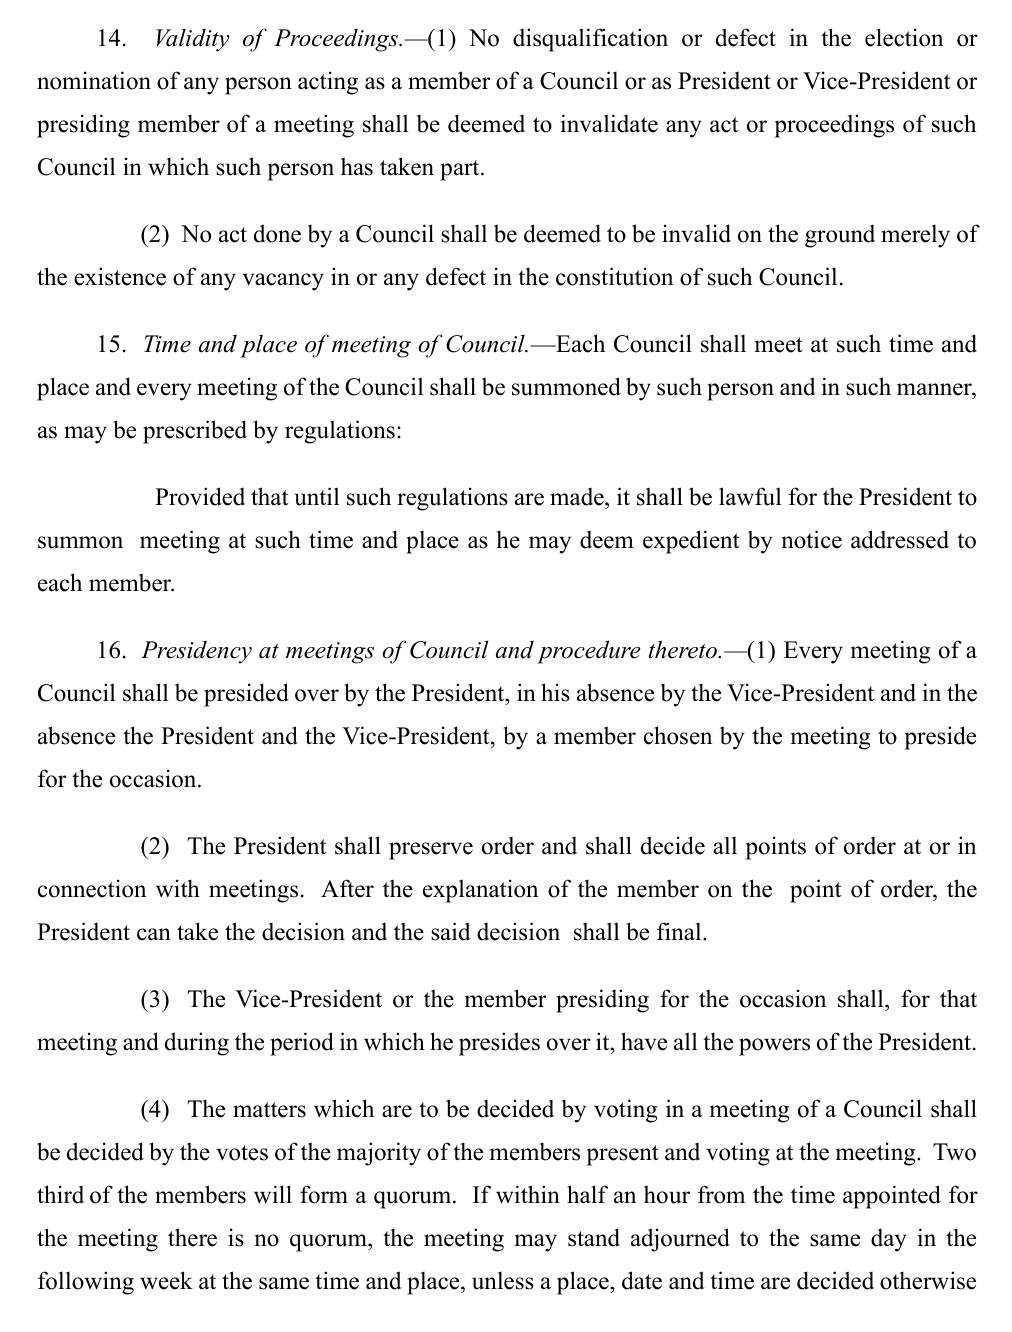 14. Validity of Proceedings.—(1) No disqualification or defect in the election or
nomination of any person acting as a member of a Council or as President or Vice-President or
presiding member of a meeting shall be deemed to invalidate any act or proceedings of such
Council in which such person has taken part.
(2) No act done by a Council shall be deemed to be invalid on the ground merely of
the existence of any vacancy in or any defect in the constitution of such Council.
15. Time and place of meeting of Council.—Each Council shall meet at such time and
place and every meeting of the Council shall be summoned by such person and in such manner,
as may be prescribed by regulations:
Provided that until such regulations are made, it shall be lawful for the President to
summon meeting at such time and place as he may deem expedient by notice addressed to
each member.
16. Presidency at meetings of Council and procedure thereto.—(1) Every meeting of a
Council shall be presided over by the President, in his absence by the Vice-President and in the
absence the President and the Vice-President, by a member chosen by the meeting to preside
for the occasion.
(2) The President shall preserve order and shall decide all points of order at or in
connection with meetings. After the explanation of the member on the point of order, the
President can take the decision and the said decision shall be final.
(3) The Vice-President or the member presiding for the occasion shall, for that
meeting and during the period in which he presides over it, have all the powers of the President.
(4) The matters which are to be decided by voting in a meeting of a Council shall
be decided by the votes of the majority of the members present and voting at the meeting. Two
third of the members will form a quorum. If within half an hour from the time appointed for
the meeting there is no quorum, the meeting may stand adjourned to the same day in the
following week at the same time and place, unless a place, date and time are decided otherwise